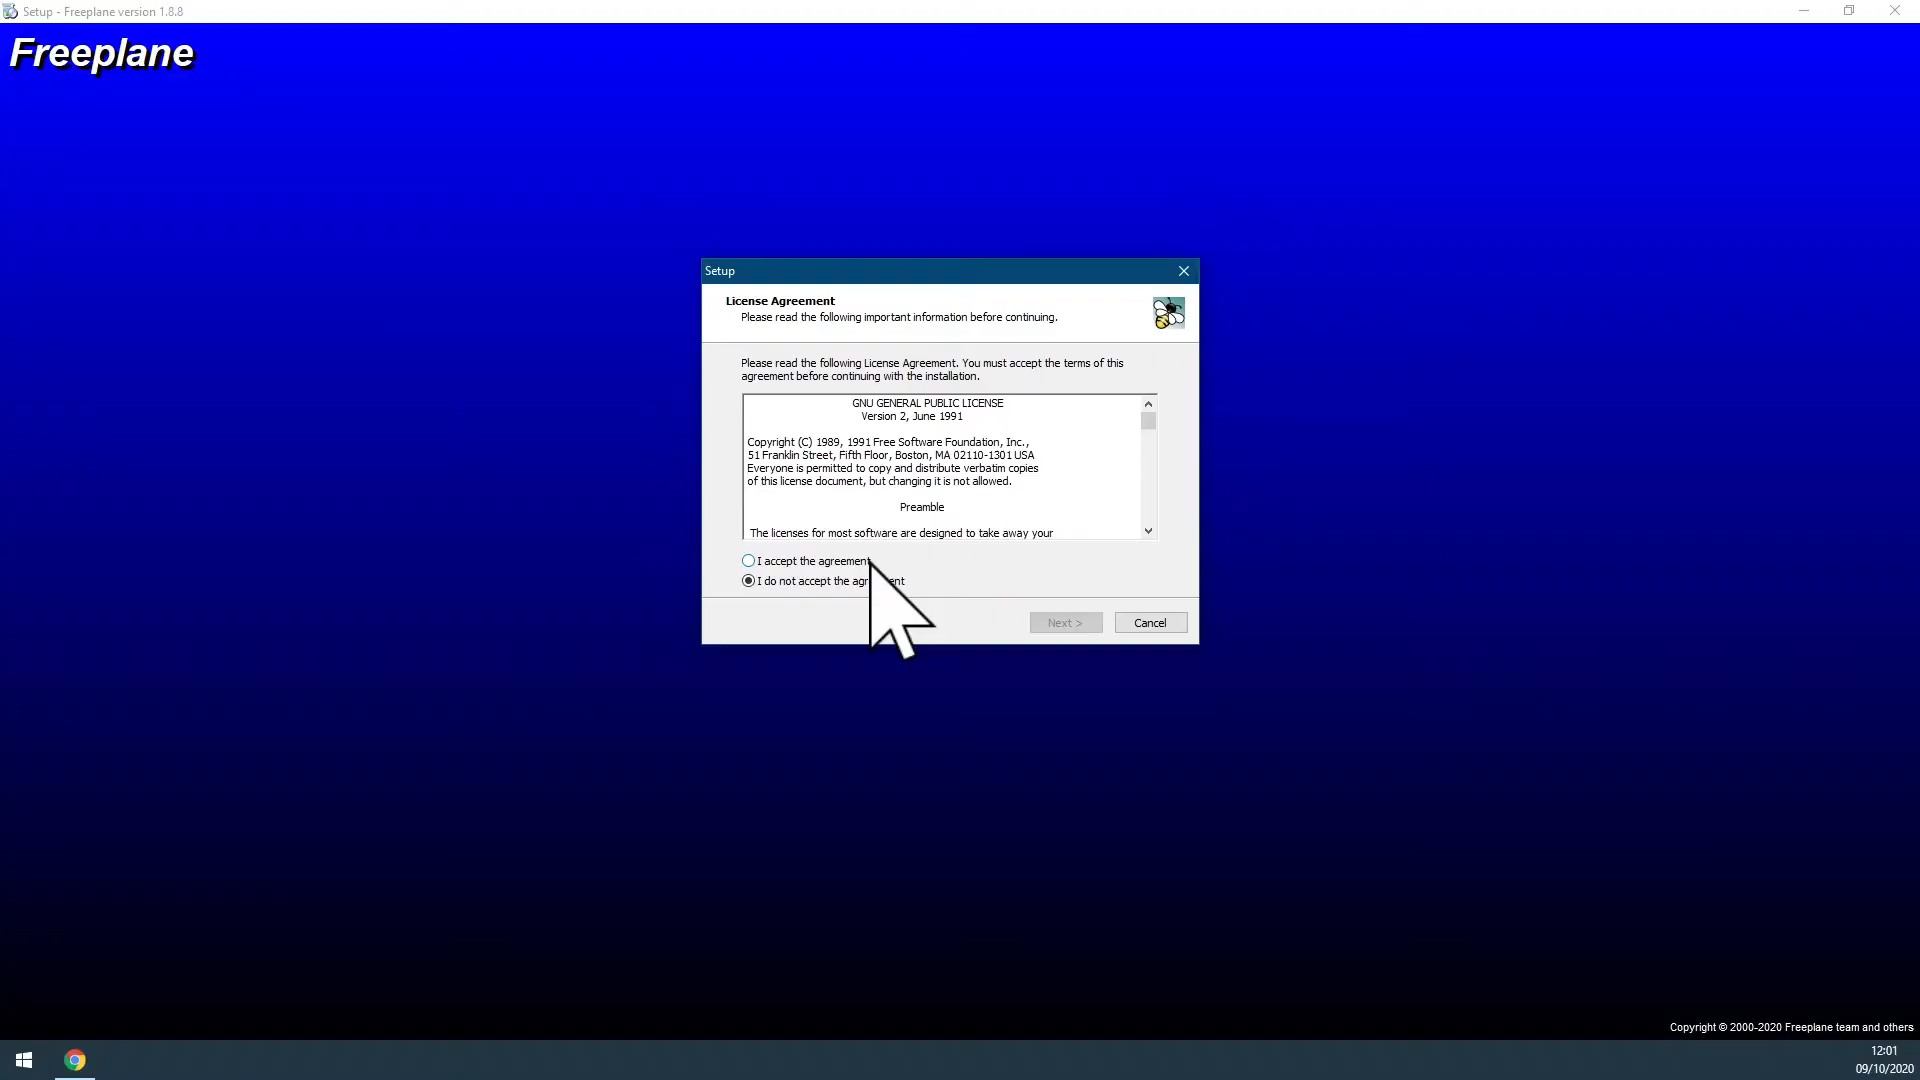 Setup - Freeplane version 1.8.8
Freeplane
Setup
License Agreement
Please read the following important information before continuing.
Please read the following License Agreement. You must accept the terms of this
agreement before continuing with the installation.
GNU GENERAL PUBLIC LICENSE
Version 2, June 1991
Copyright (C) 1989, 1991 Free Software Foundation, Inc.,
51 Franklin Street, Fifth Floor, Boston, MA 02110-1301 USA
Everyone is permitted to copy and distribute verbatim copies
of this license document, but changing it is not allowed.
Preamble
The licenses for most software are designed to take away your
I accept the agreement
I do not accept the
Next >
Cancel
Copyright © 2000-2020 Freeplane team and others
12:01
09/10/2020